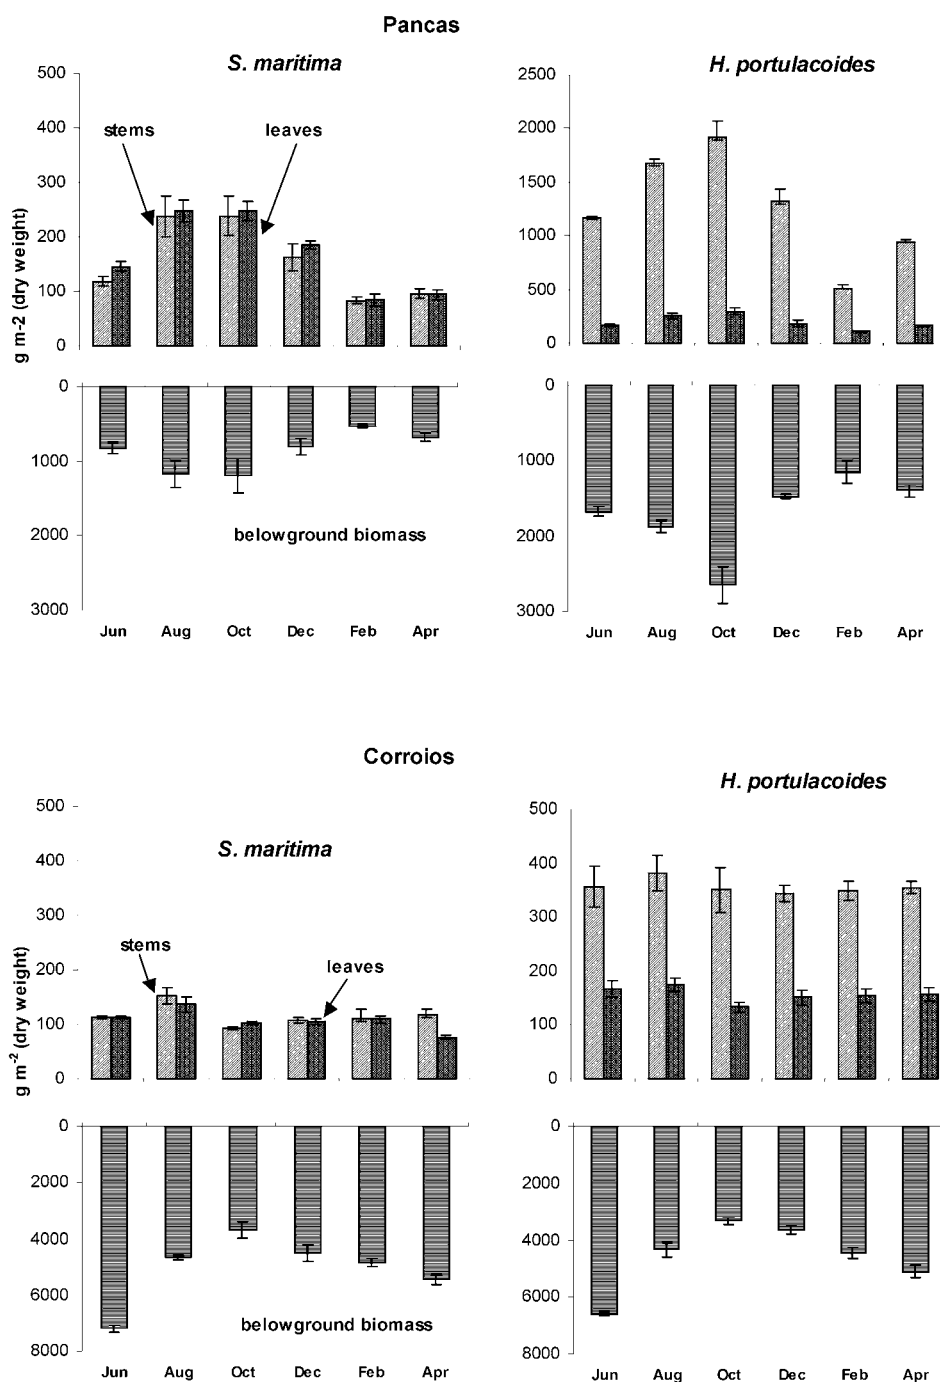 Pancas
S. maritima
H. portulacoides
500
400
300
200
100
0
stems
leaves
g m-2 (dry weight)
2500
2000
1500
1000
500
0
0
1000
2000
3000
belowground biomass
Jun Aug Oct Dec Feb Apr
0
1000
2000
3000
Jun Aug Oct Dec Feb Apr
Corroios
S. maritima
H. portulacoides
500
400
300
200
100
0
stems
leaves
g m-2 (dry weight)
500
400
300
200
100
0
0
2000
4000
6000
8000
belowground biomass
Jun Aug Oct Dec Feb Apr
0
2000
4000
6000
8000
Jun Aug Oct Dec Feb Apr